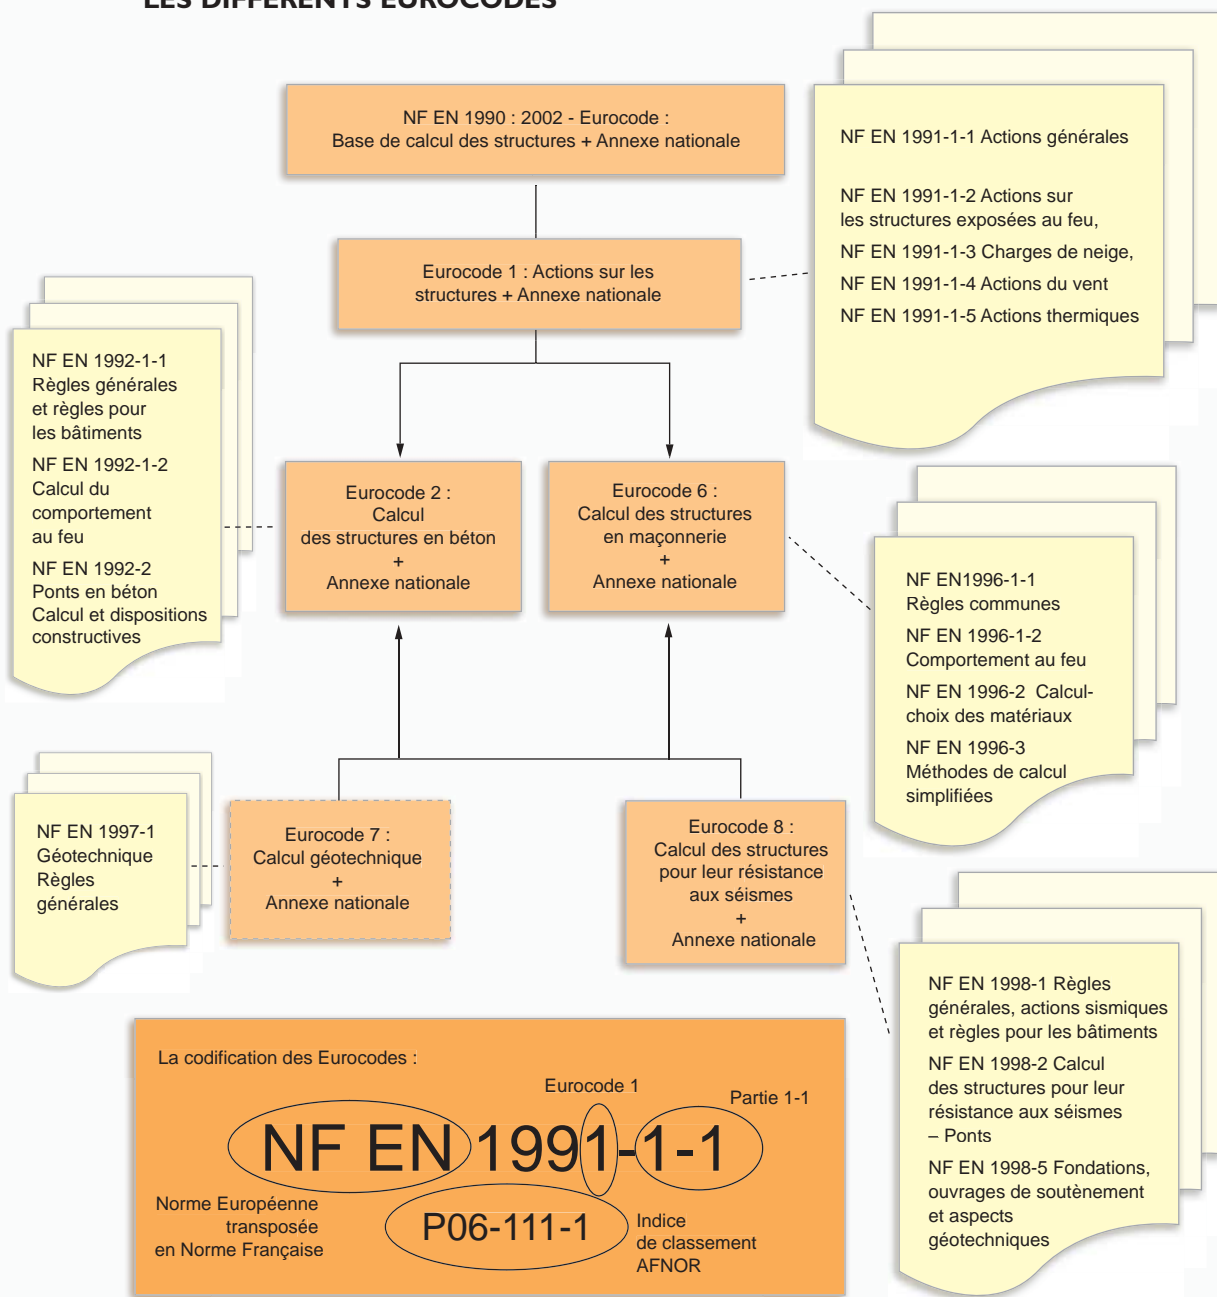 LES DIFFÉRENTS EUROCODES
NF EN 1990 : 2002 - Eurocode :
Base de calcul des structures + Annexe nationale
NF EN 1991-1-1 Actions générales
NF EN 1991-1-2 Actions sur
les structures exposées au feu,
NF EN 1991-1-3 Charges de neige,
NF EN 1991-1-4 Actions du vent
NF EN 1991-1-5 Actions thermiques
Eurocode 1 : Actions sur les
structures + Annexe nationale
NF EN 1992-1-1
Règles générales
et règles pour
les bâtiments
NF EN 1992-1-2
Calcul du
comportement
au feu
NF EN 1992-2
Ponts en béton
Calcul et dispositions
constructives
Eurocode 2 :
Calcul
des structures en béton
+
Annexe nationale
Eurocode 6 :
Calcul des structures
en maçonnerie
+
Annexe nationale
NF EN1996-1-1
Règles communes
NF EN 1996-1-2
Comportement au feu
NF EN 1996-2 Calcul-
choix des matériaux
NF EN 1996-3
Méthodes de calcul
simplifiées
NF EN 1997-1
Géotechnique
Règles
générales
Eurocode 7 :
Calcul géotechnique
+
Annexe nationale
Eurocode 8 :
Calcul des structures
pour leur résistance
aux séismes
+
Annexe nationale
NF EN 1998-1 Règles
générales, actions sismiques
et règles pour les bâtiments
NF EN 1998-2 Calcul
des structures pour leur
résistance aux séismes
– Ponts
NF EN 1998-5 Fondations,
ouvrages de soutènement
et aspects
géotechniques
La codification des Eurocodes :
Eurocode 1
Partie 1-1
NF EN 1991-1-1
Norme Européenne
transposée
en Norme Française
P06-111-1
Indice
de classement
AFNOR